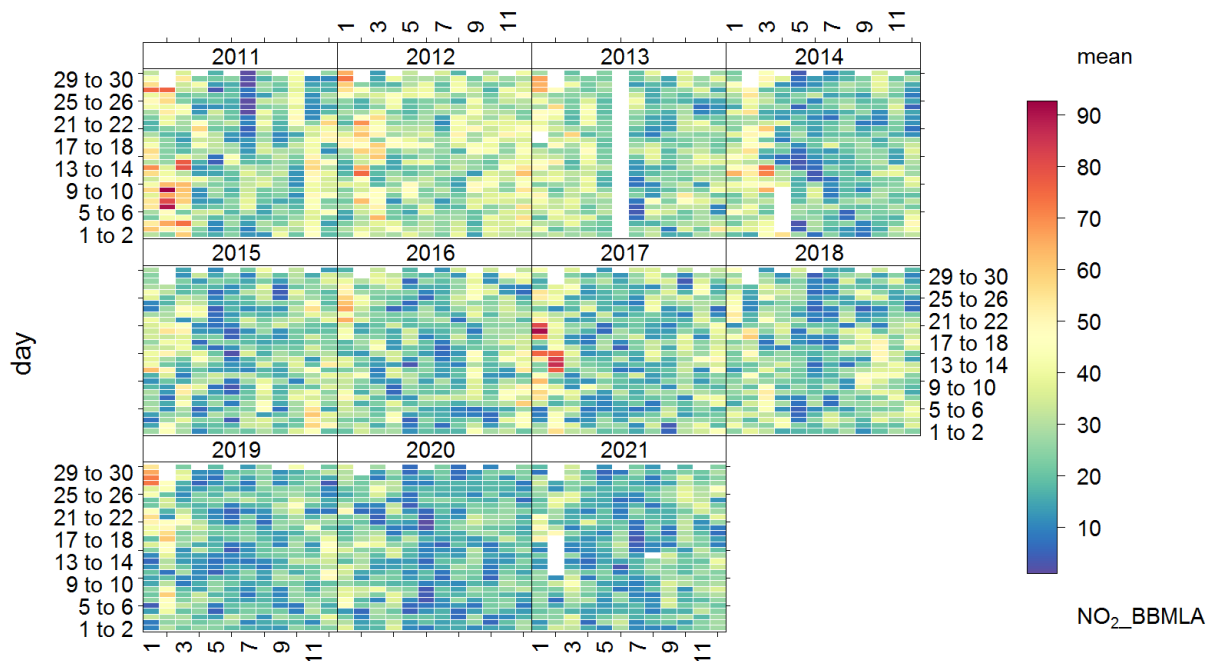 1 3 5 7 9 11
2011 2012 2013 2014
29 to 30
25 to 26
21 to 22
17 to 18
13 to 14
9 to 10
5 to 6
1 to 2
2015 2016 2017 2018
29 to 30
25 to 26
21 to 22
17 to 18
13 to 14
9 to 10
5 to 6
1 to 2
day
2019 2020 2021
29 to 30
25 to 26
21 to 22
17 to 18
13 to 14
9 to 10
5 to 6
1 to 2
1 3 5 7 9 11 1 3 5 7 9 11
mean
90
80
70
60
50
40
30
20
10
NO₂_BBMLA